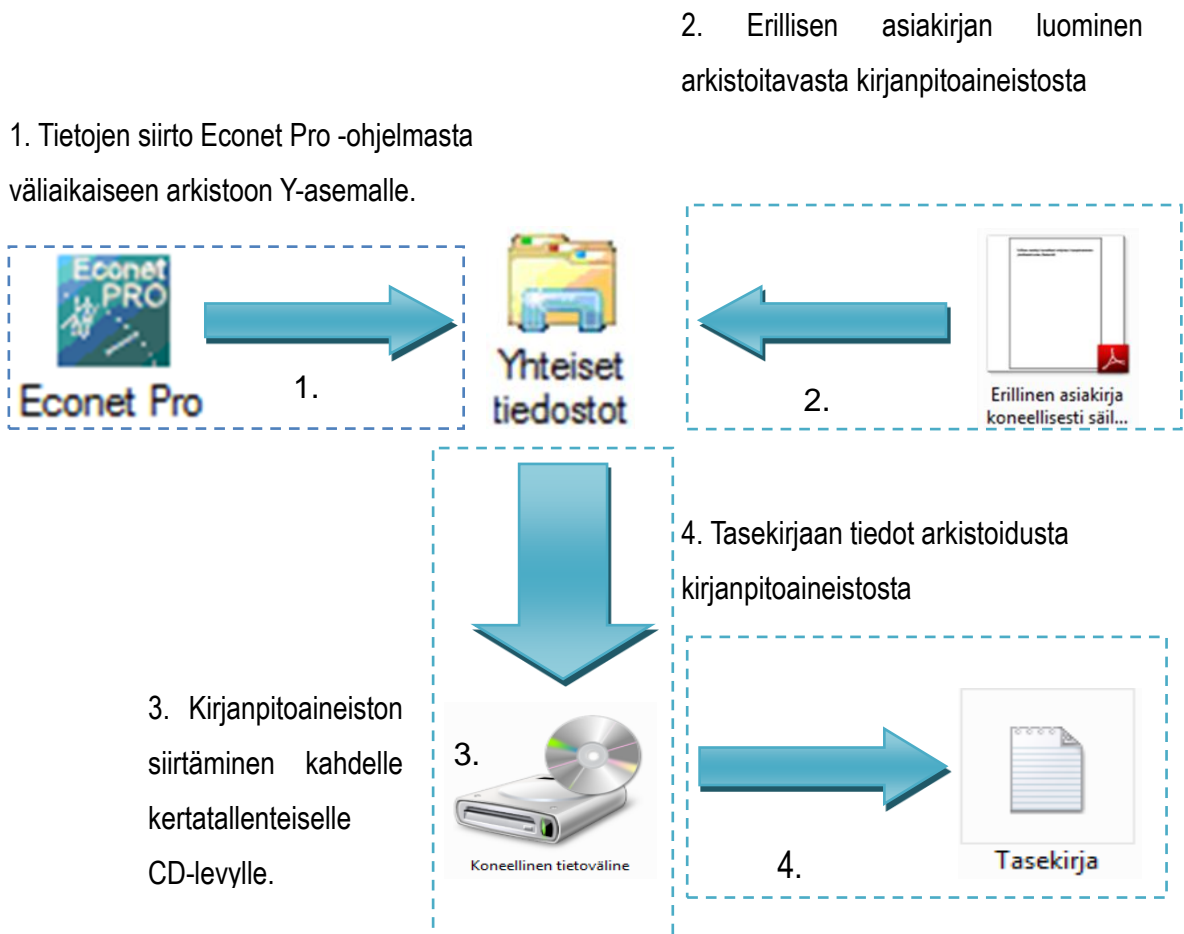 2. Erillisen asiakirjan luominen
arkistoitavasta kirjanpitoaineistosta
1. Tietojen siirto Econet Pro -ohjelmasta
väliaikaiseen arkistoon Y-asemalle.
Econet
PRO
Econet Pro
1.
Yhteiset
tiedostot
2.
Erillinen asiakirja
koneellisesti säil...
4. Tasekirjaan tiedot arkistoidusta
kirjanpitoaineistosta
3. Kirjanpitoaineiston
siirtäminen kahdelle
kertatallenteiselle
CD-levylle.
3.
Koneellinen tietoväline
4.
Tasekirja